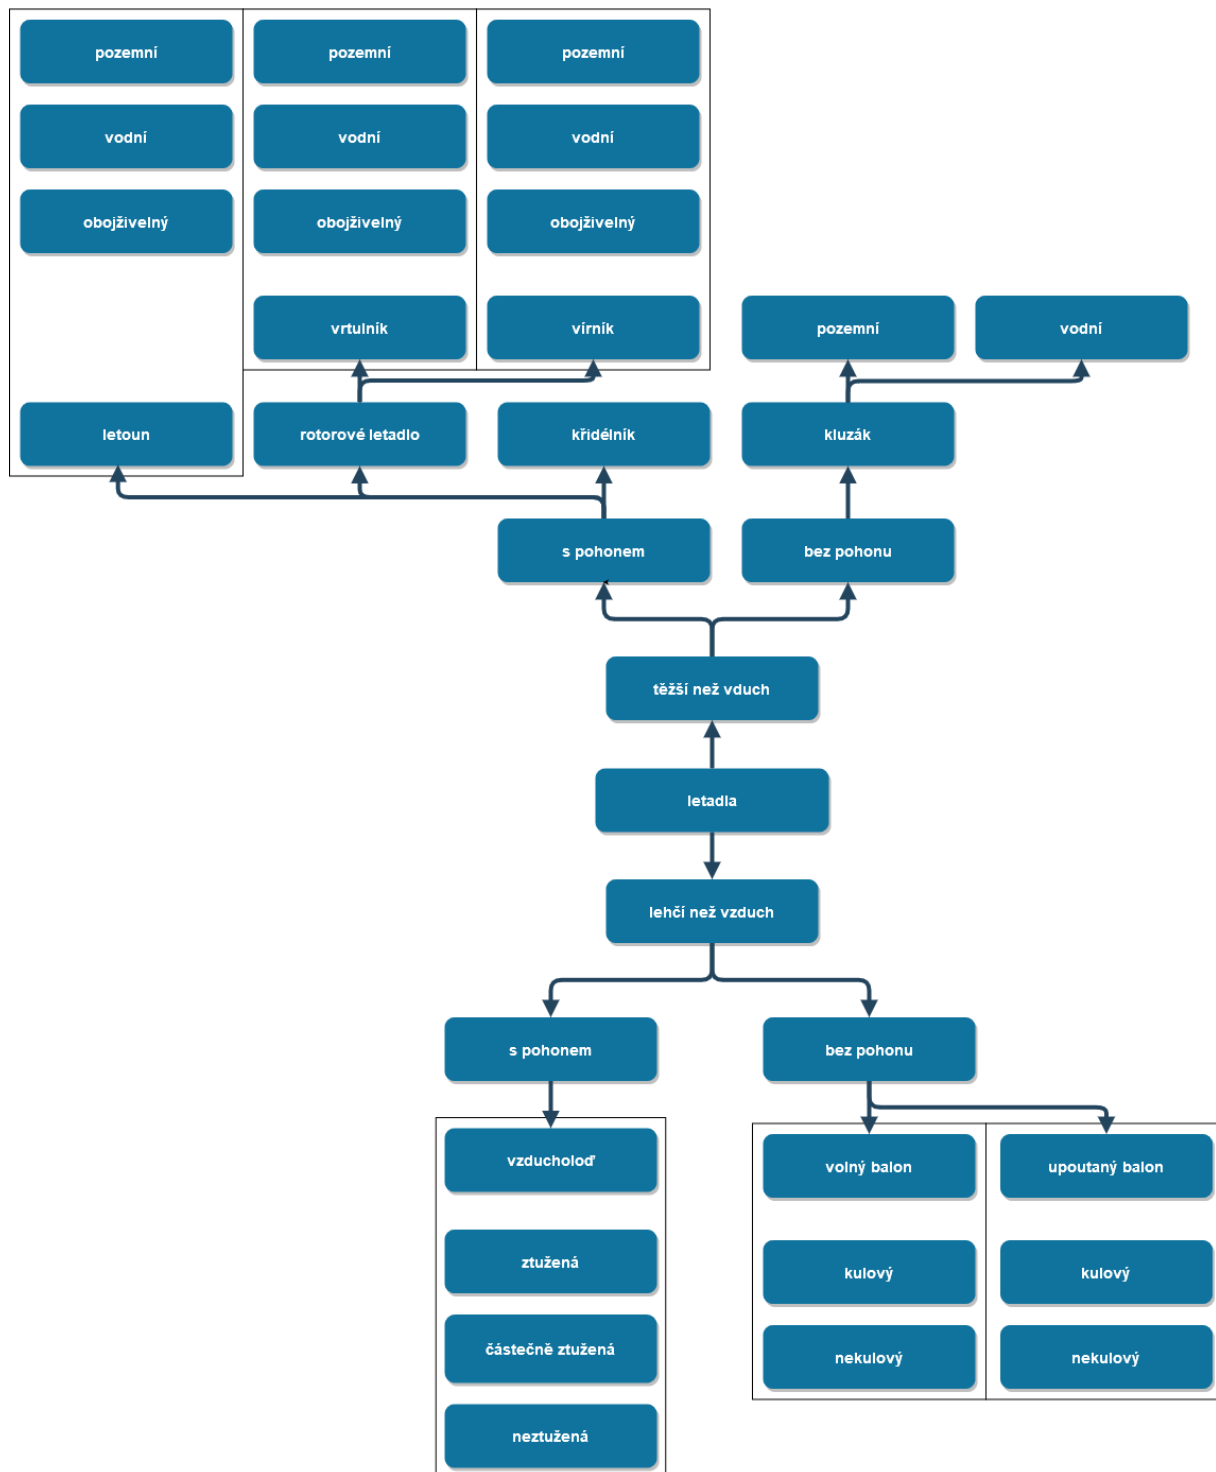 pozemní
pozemní
pozemní
vodní
vodní
vodní
obojživelný
obojživelný
obojživelný
vrtulník
vírník
pozemní
vodní
letoun
rotorové letadlo
křidélník
kluzák
s pohonem
bez pohonu
těžší než vduch
letadla
lehčí než vzduch
s pohonem
bez pohonu
vzducholoď
volný balon
upoutaný balon
ztužená
kulový
kulový
částečně ztužená
nekulový
nekulový
neztužená